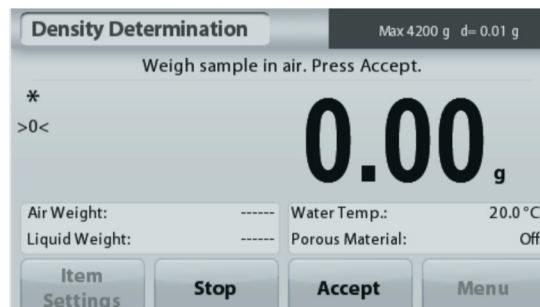 Density Determination
Max 4200 g d= 0.01 g
Weigh sample in air. Press Accept.
*
>0<
0.00 g
Air Weight: ------
Water Temp.: 20.0 °C
Liquid Weight: ------
Porous Material: Off
Item Settings
Stop
Accept
Menu